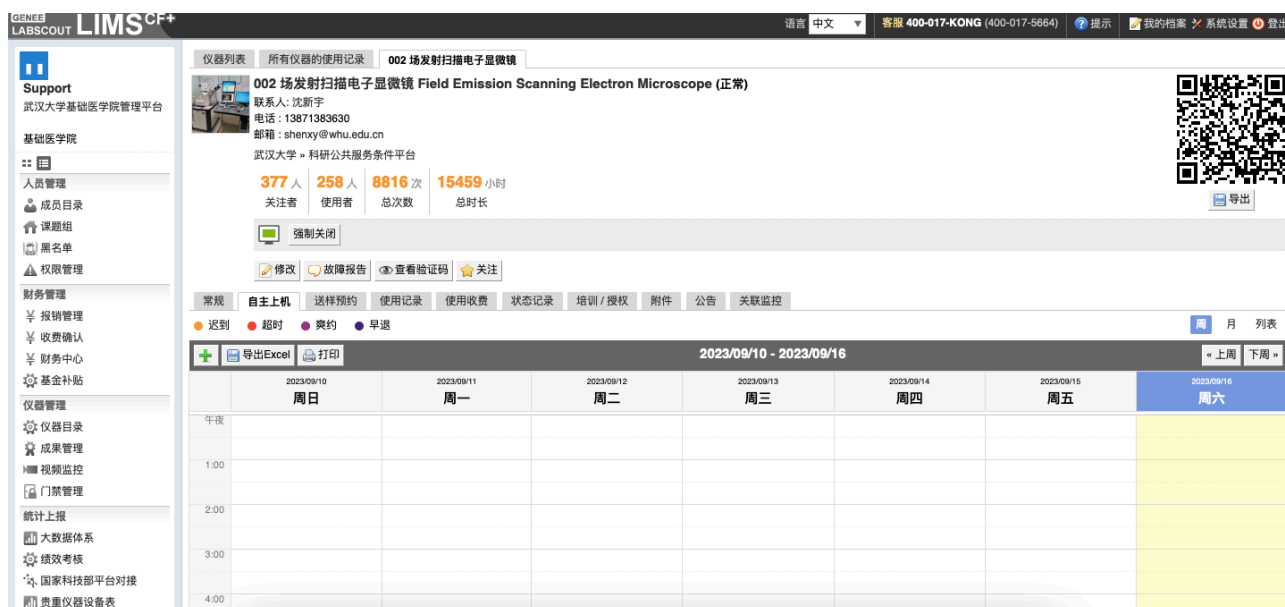 GENEE
LABSCOUT LIMS CF+
语言 中文 ▼ 客服 400-017-KONG (400-017-5664) 提示 我的档案 系统设置 登出
Support
武汉大学基础医学院管理平台
基础医学院
人员管理
成员目录
课题组
黑名单
权限管理
财务管理
¥ 报销管理
¥ 收费确认
¥ 财务中心
基金补贴
仪器管理
仪器目录
成果管理
视频监控
门禁管理
统计上报
大数据体系
绩效考核
国家科技部平台对接
贵重仪器设备表
仪器列表 所有仪器的使用记录 002 场发射扫描电子显微镜
002 场发射扫描电子显微镜 Field Emission Scanning Electron Microscope (正常)
联系人: 沈新宇
电话 : 13871383630
邮箱 : shenxy@whu.edu.cn
武汉大学 » 科研公共服务条件平台
377 人 258 人 8816 次 15459 小时
关注者 使用者 总次数 总时长
导出
强制关闭
修改 故障报告 查看验证码 关注
常规 自主上机 送样预约 使用记录 使用收费 状态记录 培训 / 授权 附件 公告 关联监控
迟到 超时 爽约 早退 周 月 列表
导出Excel 打印 2023/09/10 - 2023/09/16 « 上周 下周 »
2023/09/10 2023/09/11 2023/09/12 2023/09/13 2023/09/14 2023/09/15 2023/09/16
周日 周一 周二 周三 周四 周五 周六
午夜
1:00
2:00
3:00
4:00